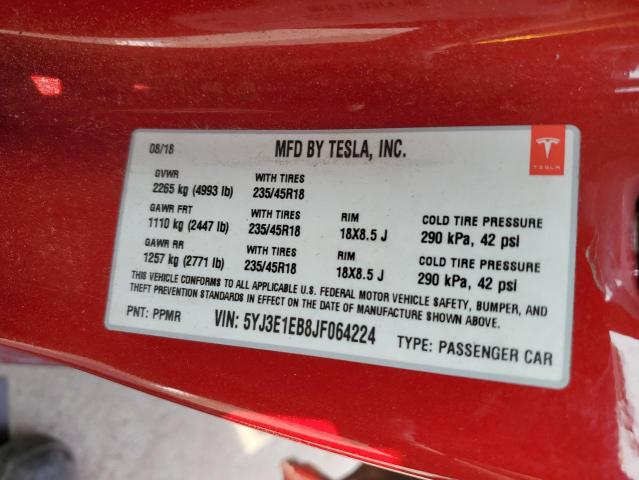 08/18
MFD BY TESLA, INC.
TESLA
GVWR
2265 kg (4993 lb)
WITH TIRES
235/45R18
GAWR FRT
1110 kg (2447 lb)
WITH TIRES
235/45R18
RIM
18X8.5 J
COLD TIRE PRESSURE
290 kPa, 42 psi
GAWR RR
1257 kg (2771 lb)
WITH TIRES
235/45R18
RIM
18X8.5 J
COLD TIRE PRESSURE
290 kPa, 42 psi
THIS VEHICLE CONFORMS TO ALL APPLICABLE U.S. FEDERAL MOTOR VEHICLE SAFETY, BUMPER, AND
THEFT PREVENTION STANDARDS IN EFFECT ON THE DATE OF MANUFACTURE SHOWN ABOVE.
PNT: PPMR
VIN: 5YJ3E1EB8JF064224
TYPE: PASSENGER CAR